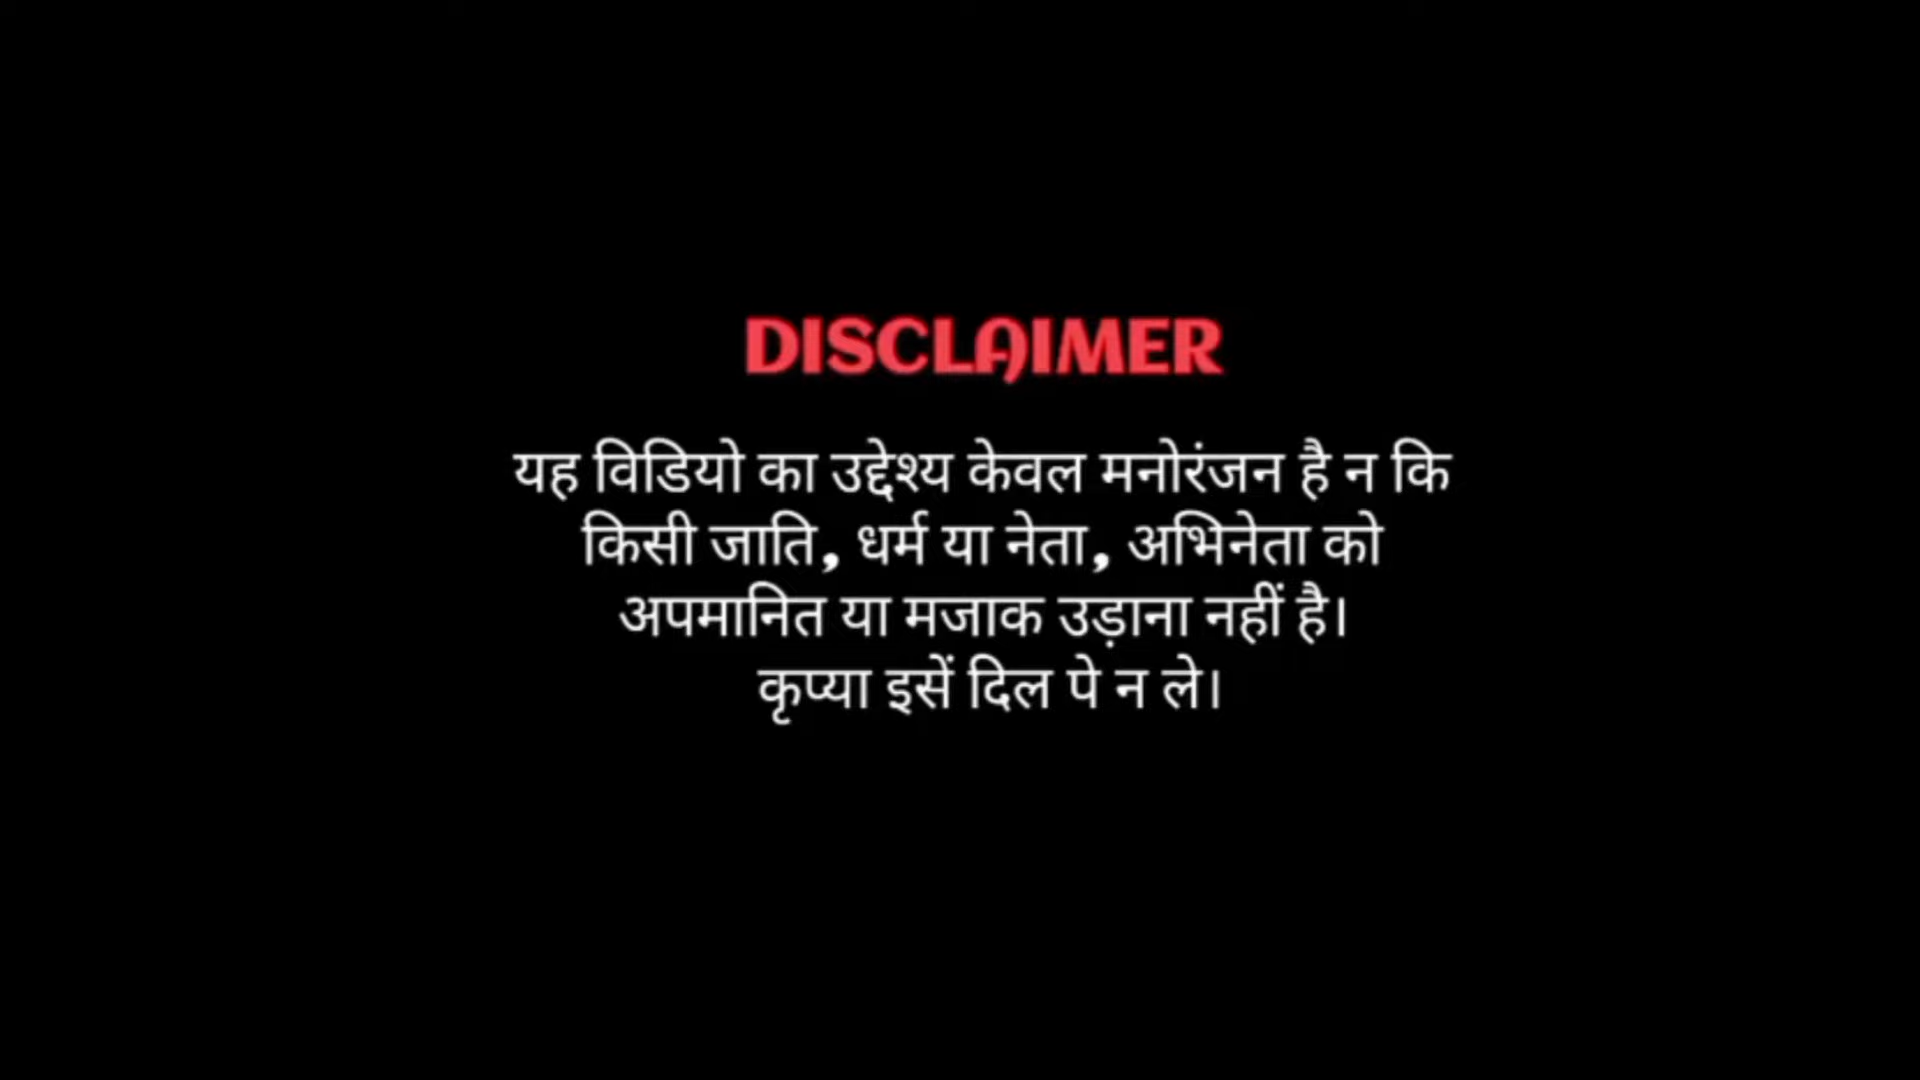 DISCLAIMER
यह विडियो का उद्देश्य केवल मनोरंजन है न कि
किसी जाति, धर्म या नेता, अभिनेता को
अपमानित या मजाक उड़ाना नहीं है।
कृप्या इसें दिल पे न ले।